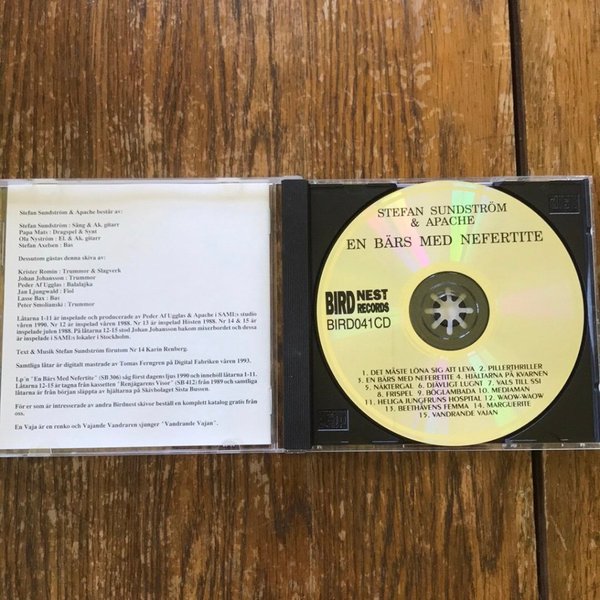 Stefan Sundström & Apache består av:
Stefan Sundström : Sång & Ak. gitarr
Papa Mats : Dragspel & Synt
Ola Nyström : El. & Ak. gitarr
Stefan Axelsen : Bas
Dessutom gästas denna skiva av:
Krister Romin : Trummor & Slagverk
Johan Johansson : Trummor
Peder Af Ugglas : Balalajka
Jan Ljungwald : Fiol
Lasse Bax : Bas
Peter Smolianski : Trummor
Låtarna 1-11 är inspelade och producerade av Peder Af Ugglas & Apache i SAMI:s studio
våren 1990. Nr 12 är inspelad våren 1988. Nr 13 är inspelad Hösten 1988. Nr 14 & 15 är
inspelade julen 1988. På låtarna 12-15 stod Johan Johansson bakom mixerbordet och dessa
är inspelade i SAMI:s lokaler i Stockholm.
Text & Musik Stefan Sundström förutom Nr 14 Karin Renberg.
Samtliga låtar är digitalt mastrade av Tomas Ferngren på Digital Fabriken våren 1993.
Lp'n "En Bärs Med Nefertite" (SB 306) såg först dagens ljus 1990 och innehöll låtarna 1-11.
Låtarna 12-15 är tagna från kassetten "Renjägarens Visor" (SB 412) från 1989 och samtliga
låtarna är från början släppta av hjältarna på Skivbolaget Sista Bussen.
För er som är intresserade av andra Birdnest skivor beställ en komplett katalog gratis från
oss.
En Vaja är en renko och Vajande Vandraren sjunger "Vandrande Vajan".
STEFAN SUNDSTRÖM
& APACHE
EN BÄRS MED NEFERTITE
BIRD NEST
RECORDS
BIRD041CD
1. DET MÅSTE LÖNA SIG ATT LEVA 2. PILLERTHRILLER
3. EN BÄRS MED NEFERTITE 4. HJÄLTARNA PÅ KVARNEN
5. NÄKTERGAL 6. DJÄVLIGT LUGNT 7. VALS TILL SSI
8. FRISPEL 9. BÖGLAMBADA 10. MEDIAMAN
11. HELIGA JUNGFRUNS HOSPITAL 12. WAOW-WAOW
13. BEETHAVENS FEMMA 14. MARGUERITE
15. VANDRANDE VAJAN